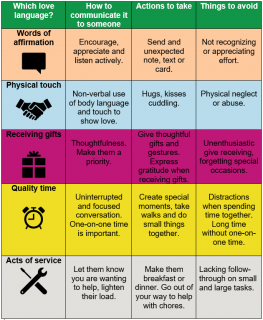 Which love language?
How to communicate it to someone
Actions to take
Things to avoid
Words of affirmation
Encourage, appreciate and listen actively.
Send and unexpected note, text or card.
Not recognizing or appreciating effort.
Physical touch
Non-verbal use of body language and touch to show love.
Hugs, kisses cuddling.
Physical neglect or abuse.
Receiving gifts
Thoughtfulness. Make them a priority.
Give thoughtful gifts and gestures. Express gratitude when receiving gifts.
Unenthusiastic give receiving, forgetting special occasions.
Quality time
Uninterrupted and focused conversation. One-on-one time is important.
Create special moments, take walks and do small things together.
Distractions when spending time together. Long time without one-on-one time.
Acts of service
Let them know you are wanting to help, lighten their load.
Make them breakfast or dinner. Go out of your way to help with chores.
Lacking follow-through on small and large tasks.